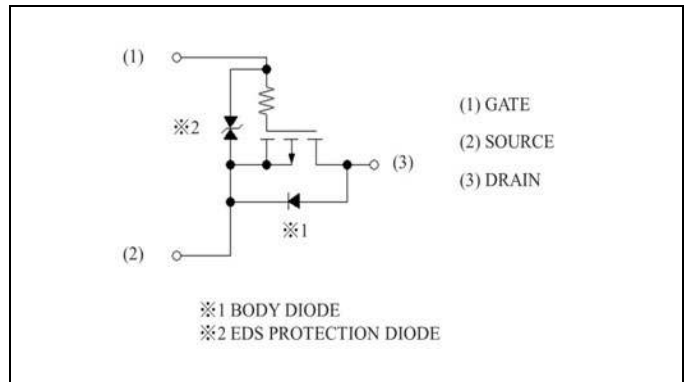 (1)
(1) GATE
※2
(2) SOURCE
(3)
(3) DRAIN
※1
(2)
※1 BODY DIODE
※2 EDS PROTECTION DIODE